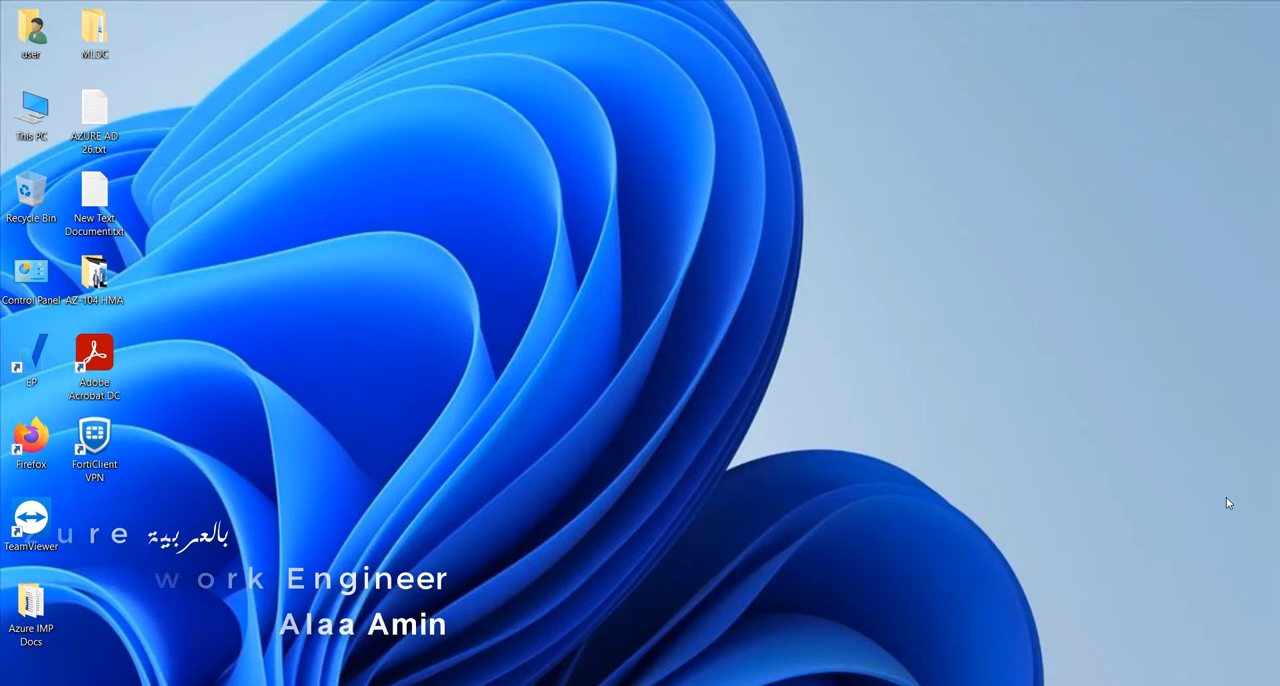 user
MLDC
This PC
AZURE AD
26.txt
Recycle Bin
New Text
Document.txt
Control Panel
AZ-104 HMA
EP
Adobe
Acrobat DC
Firefox
FortiClient
VPN
TeamViewer
Azure IMP
Docs
ure بالعربية
work Engineer
Alaa Amin